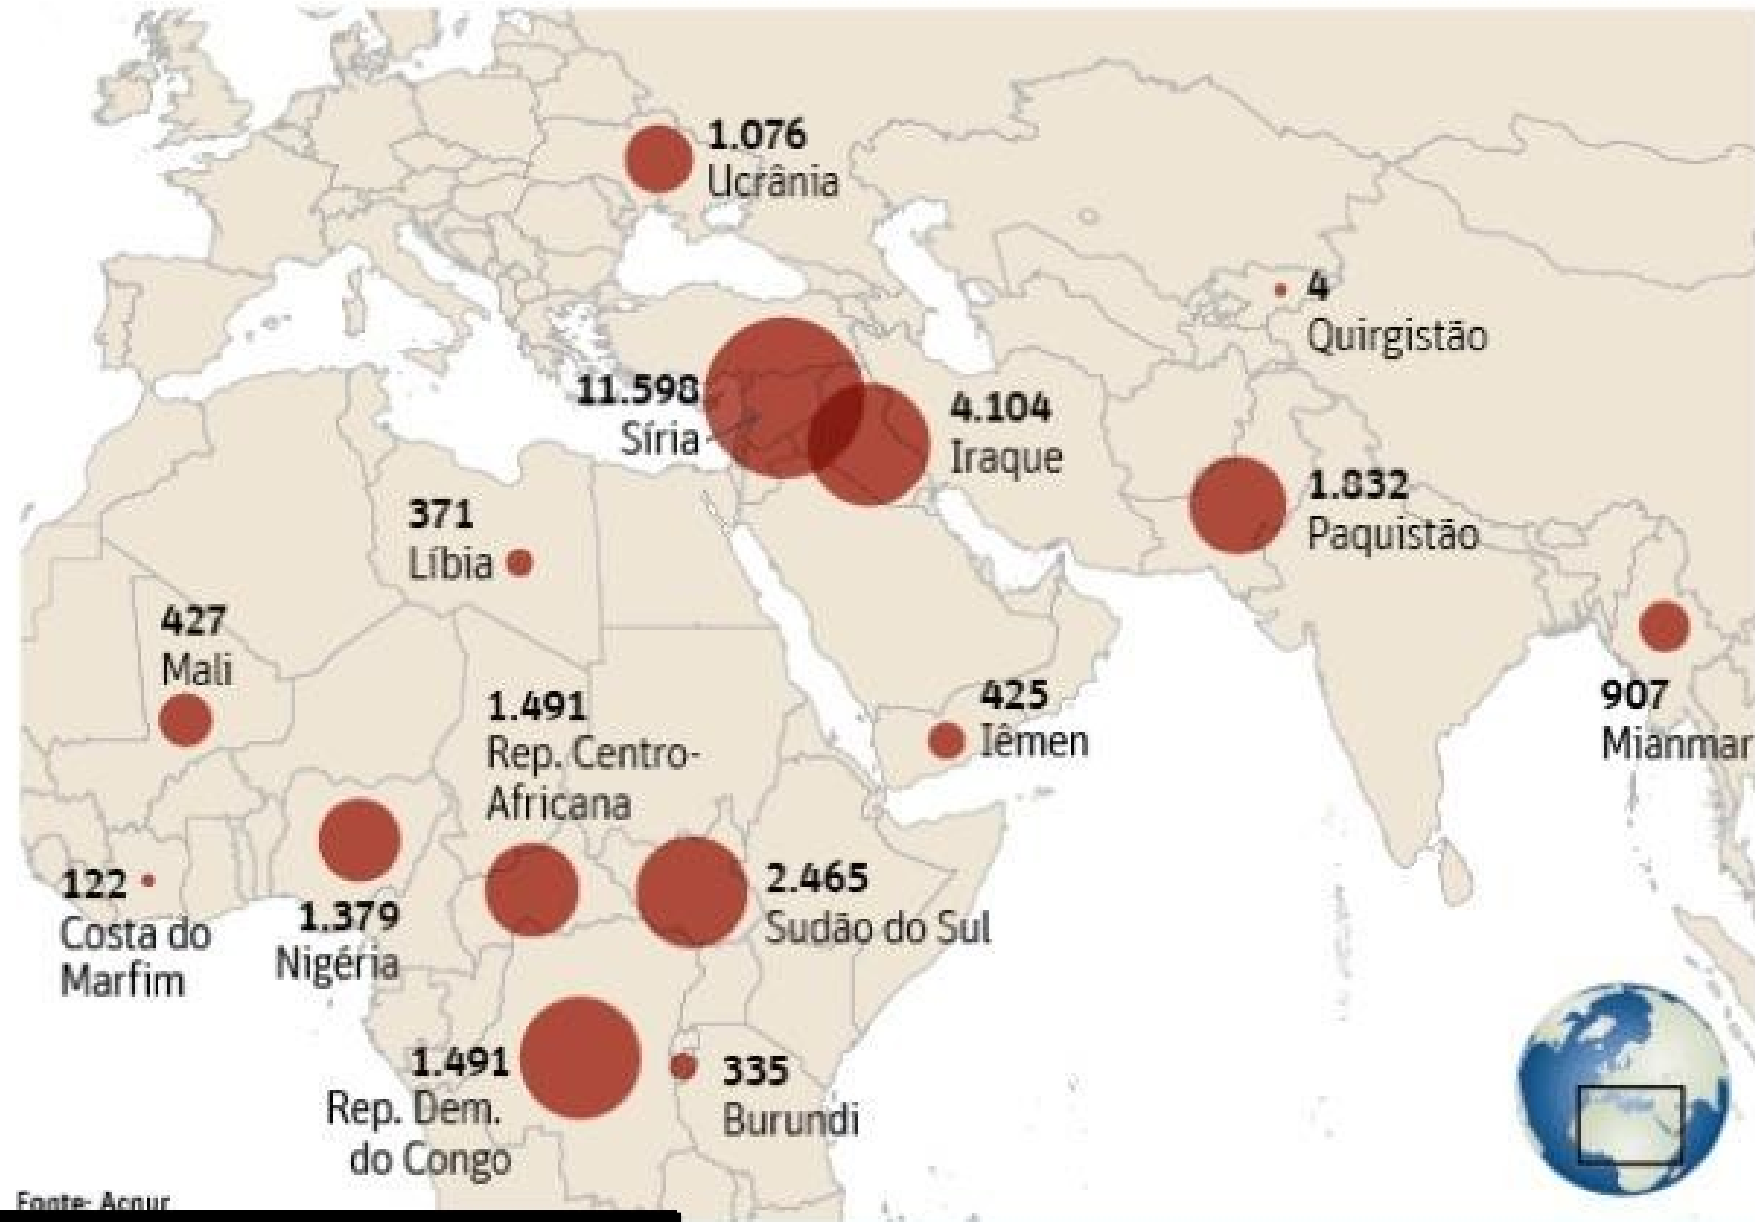 1.076
Ucrânia
4
Quirgistão
11.598
Síria
4.104
Iraque
1.832
Paquistão
371
Líbia
427
Mali
425
Iêmen
907
Mianmar
1.491
Rep. Centro-
Africana
122
Costa do
Marfim
1.379
Nigéria
2.465
Sudão do Sul
1.491
Rep. Dem.
do Congo
335
Burundi
Fonte: Acnur